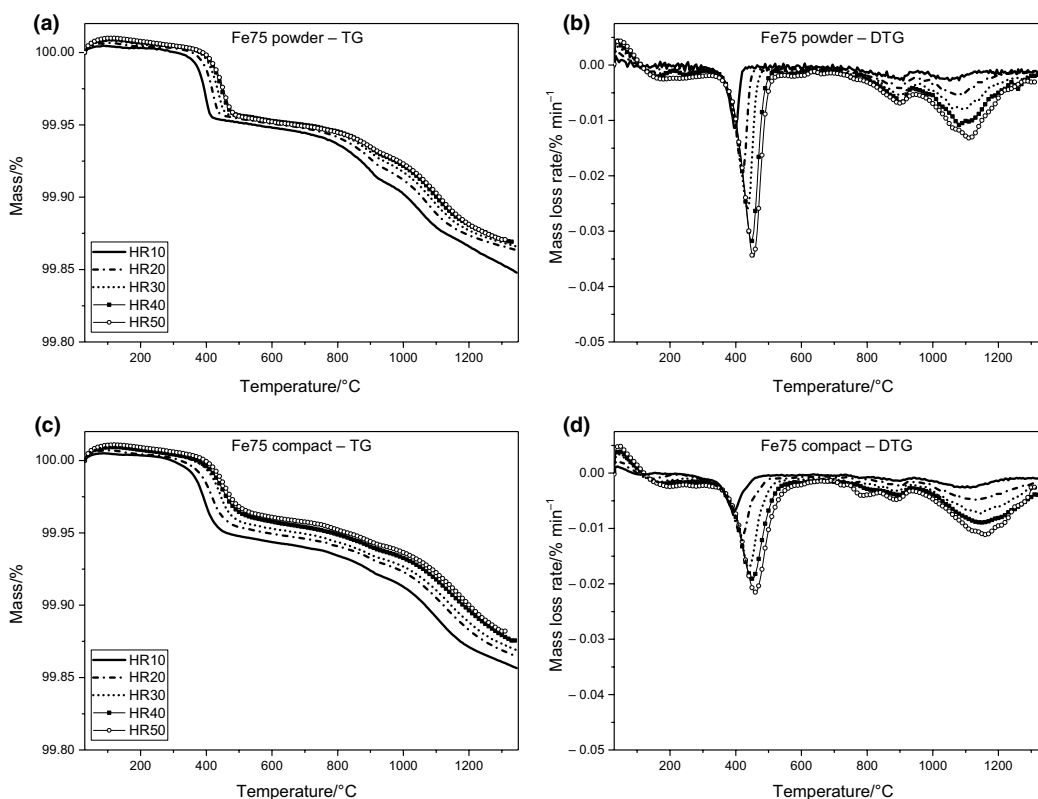 (a)
Fe75 powder – TG
100.00
99.95
99.90
99.85
99.80
Mass/%
HR10
HR20
HR30
HR40
HR50
200 400 600 800 1000 1200
Temperature/°C
(b)
Fe75 powder – DTG
0.00
– 0.01
– 0.02
– 0.03
– 0.04
-0.05
Mass loss rate/% min⁻¹
200 400 600 800 1000 1200
Temperature/°C
(c)
Fe75 compact – TG
100.00
99.95
99.90
99.85
99.80
Mass/%
HR10
HR20
HR30
HR40
HR50
200 400 600 800 1000 1200
Temperature/°C
(d)
Fe75 compact – DTG
0.00
– 0.01
– 0.02
– 0.03
– 0.04
– 0.05
Mass loss rate/% min⁻¹
200 400 600 800 1000 1200
Temperature/°C